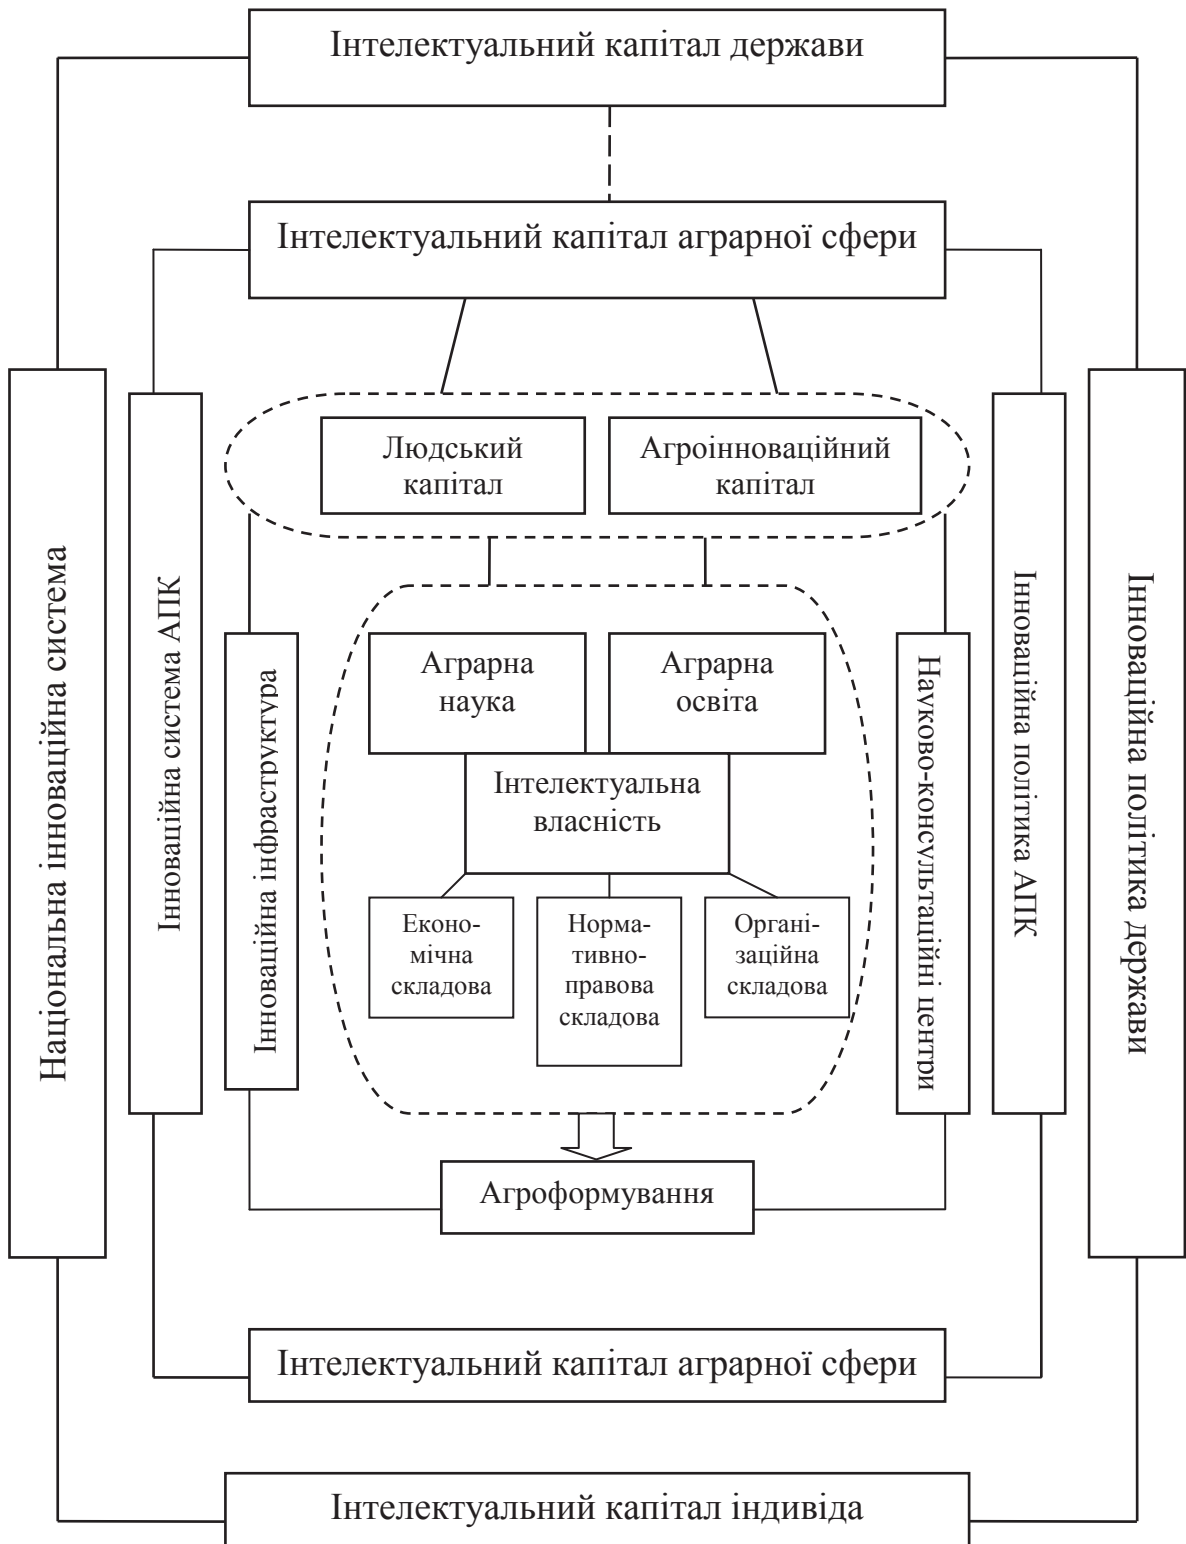 Інтелектуальний капітал держави
Інтелектуальний капітал аграрної сфери
Національна інноваційна система
Інноваційна система АПК
Людський
капітал
Агроінноваційний
капітал
Інноваційна політика АПК
Інноваційна політика держави
Інноваційна інфраструктура
Аграрна
наука
Аграрна
освіта
Науково-консультаційні центри
Інтелектуальна
власність
Еконо-
мічна
складова
Норма-
тивно-
правова
складова
Органі-
заційна
складова
Агроформування
Інтелектуальний капітал аграрної сфери
Інтелектуальний капітал індивіда